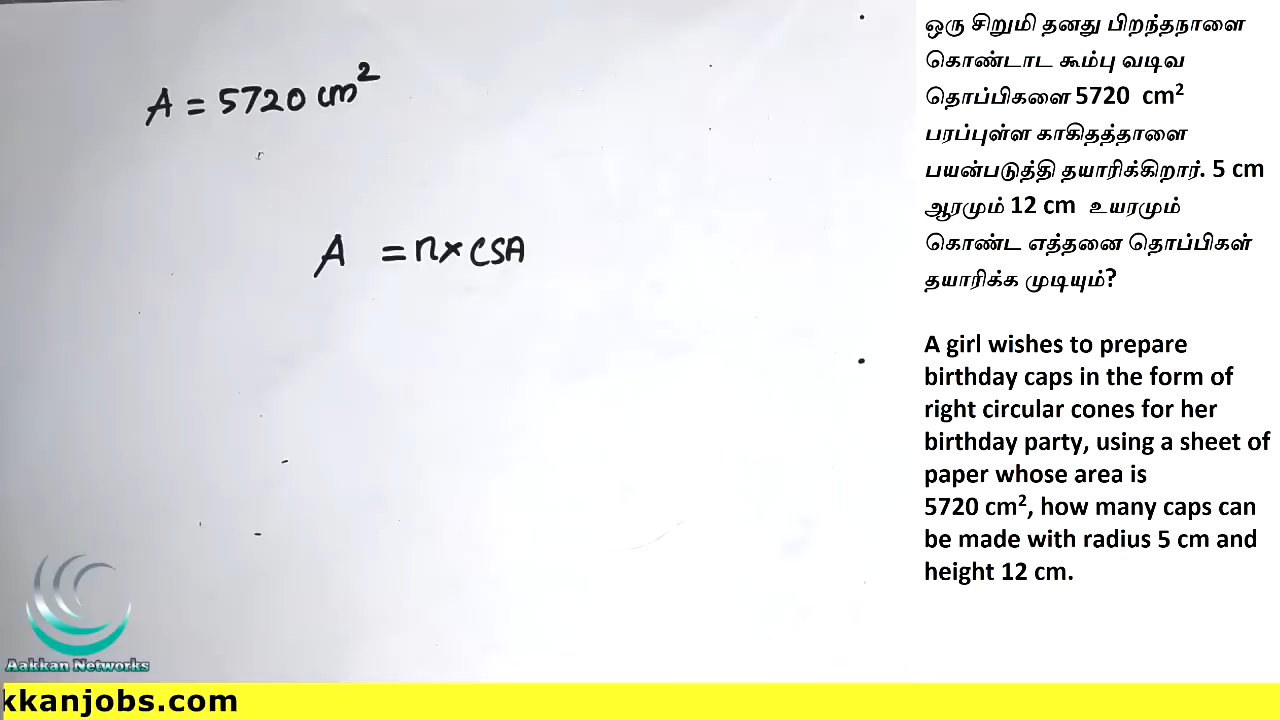 A = 5720 cm²
A = n × CSA
ஒரு சிறுமி தனது பிறந்தநாளை
கொண்டாட கூம்பு வடிவ
தொப்பிகளை 5720 cm²
பரப்புள்ள காகிதத்தாளை
பயன்படுத்தி தயாரிக்கிறார். 5 cm
ஆரமும் 12 cm உயரமும்
கொண்ட எத்தனை தொப்பிகள்
தயாரிக்க முடியும்?
A girl wishes to prepare
birthday caps in the form of
right circular cones for her
birthday party, using a sheet of
paper whose area is
5720 cm², how many caps can
be made with radius 5 cm and
height 12 cm.
Aakkan Networks
kkanjobs.com